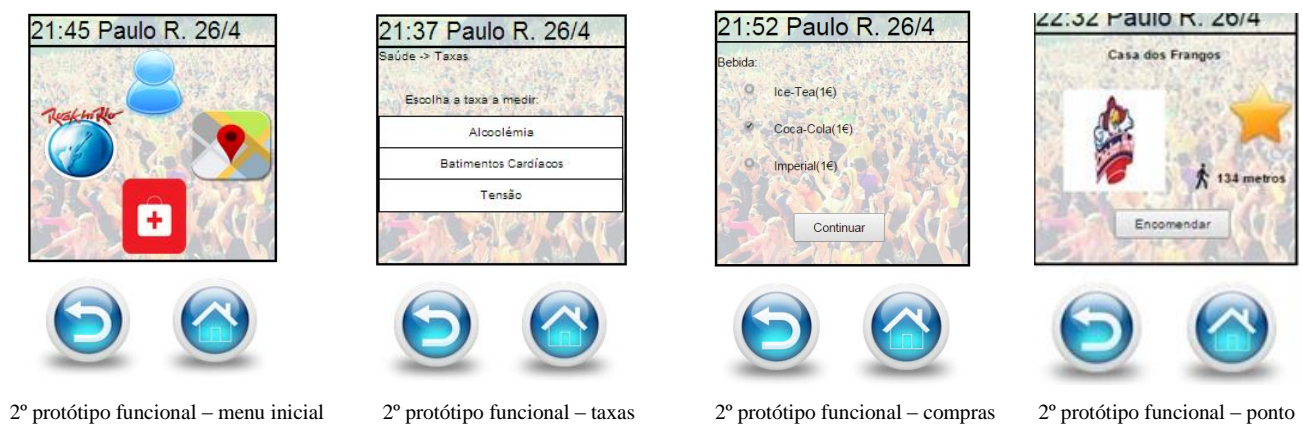 21:45 Paulo R. 26/4
Rock in Rio
2º protótipo funcional – menu inicial
21:37 Paulo R. 26/4
Saúde -> Taxas
Escolha a taxa a medir:
Alcoolémia
Batimentos Cardíacos
Tensão
2º protótipo funcional – taxas
21:52 Paulo R. 26/4
Bebida:
Ice-Tea(1€)
Coca-Cola(1€)
Imperial(1€)
Continuar
2º protótipo funcional – compras
22:32 Paulo R. 26/4
Casa dos Frangos
134 metros
Encomendar
2º protótipo funcional – ponto